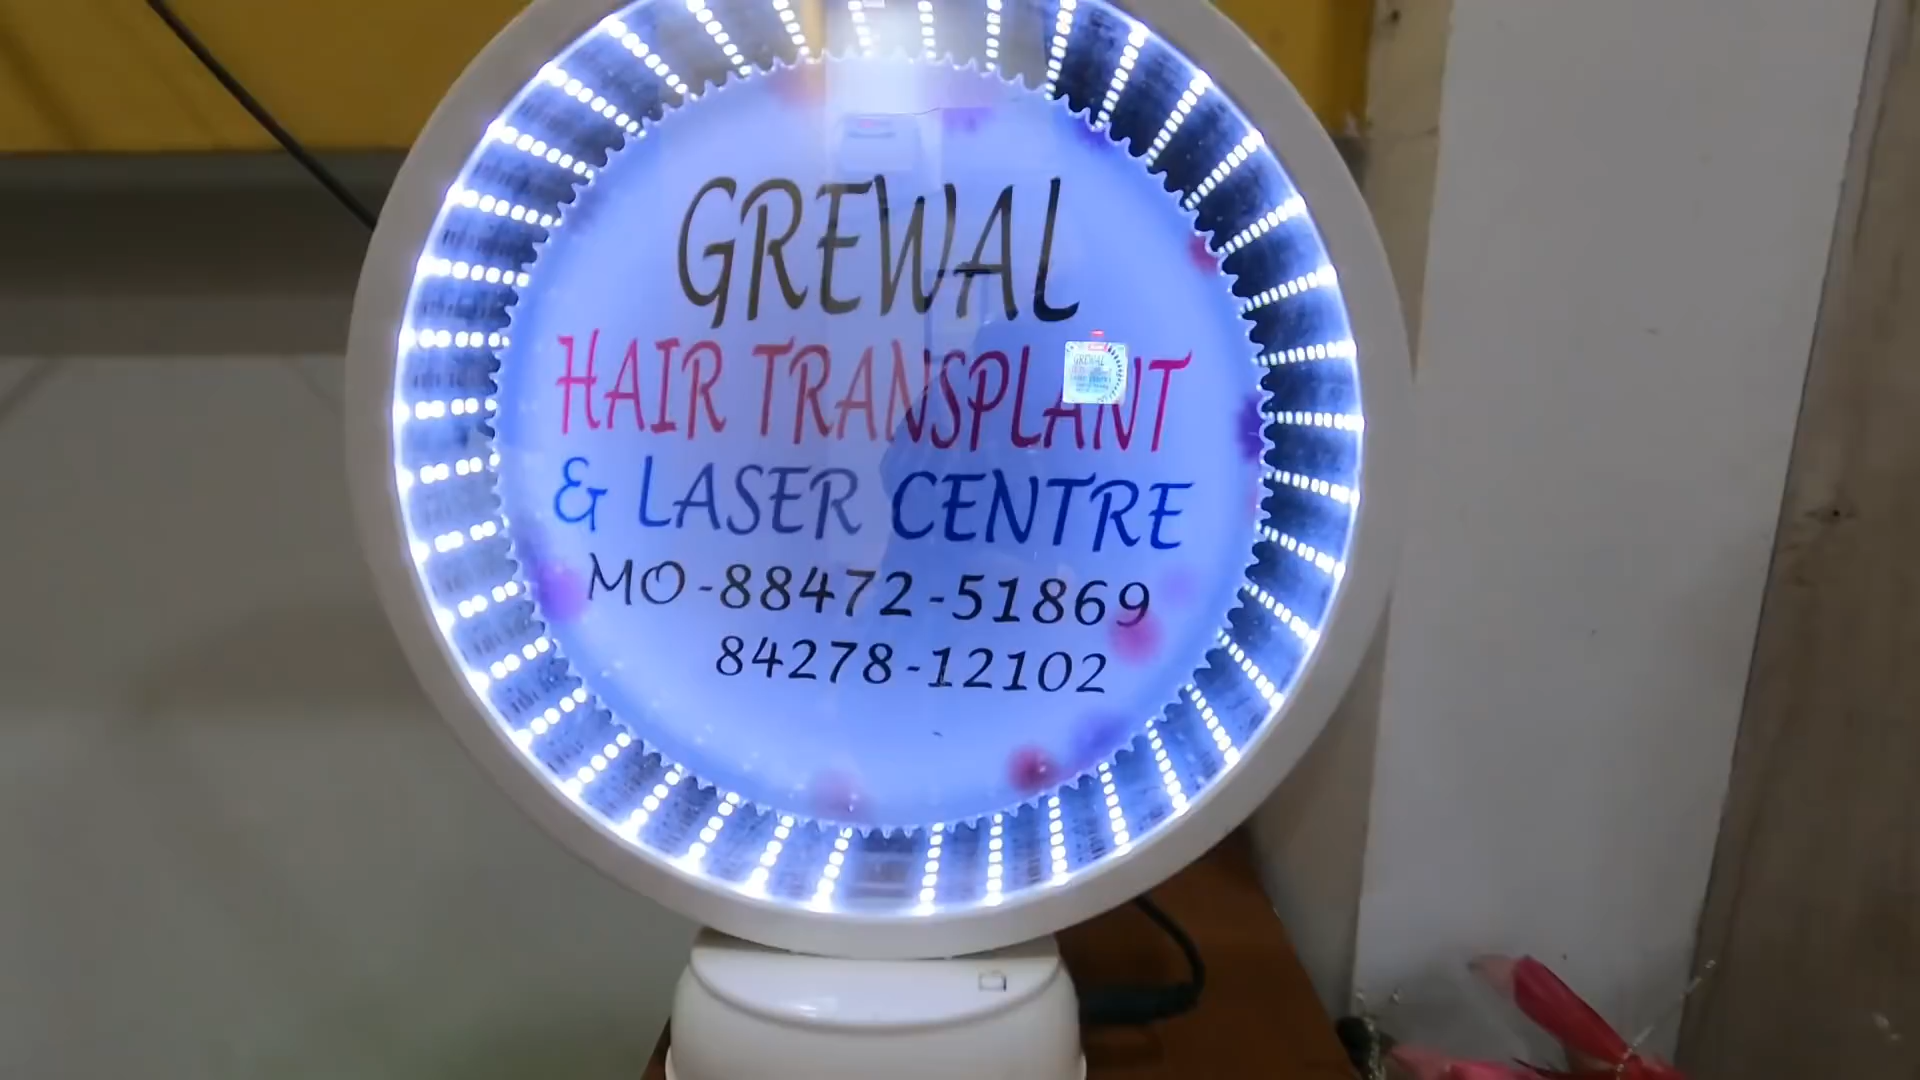 GREWAL
HAIR TRANSPLANT
& LASER CENTRE
MO-88472-51869
84278-12102